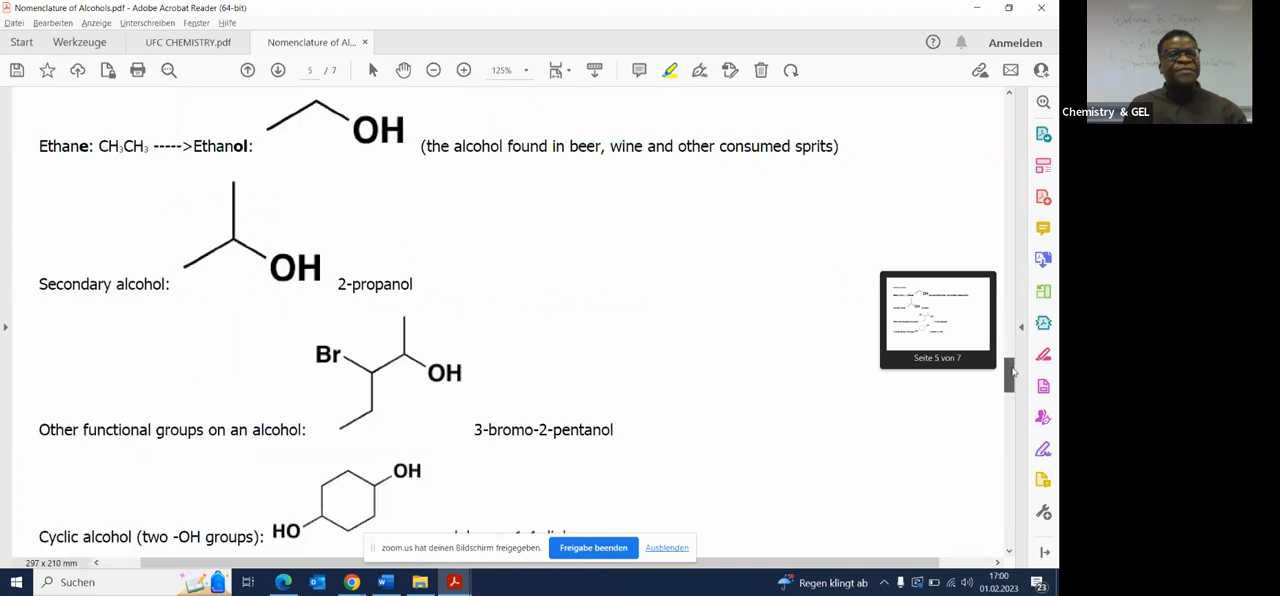 Nomenclature of Alcohols.pdf - Adobe Acrobat Reader (64-bit)
Datei Bearbeiten Anzeige Unterschreiben Fenster Hilfe
Start Werkzeuge UFC CHEMISTRY.pdf Nomenclature of Al... × Anmelden
5 / 7 125%
Chemistry & GEL
OH
Ethane: CH₃CH₃ ----->Ethanol: (the alcohol found in beer, wine and other consumed sprits)
OH
Secondary alcohol: 2-propanol
Seite 5 von 7
Br
OH
Other functional groups on an alcohol: 3-bromo-2-pentanol
OH
HO
Cyclic alcohol (two -OH groups):
zoom.us hat deinen Bildschirm freigegeben. Freigabe beenden Ausblenden
297 x 210 mm
Suchen Regen klingt ab 17:00
01.02.2023 23